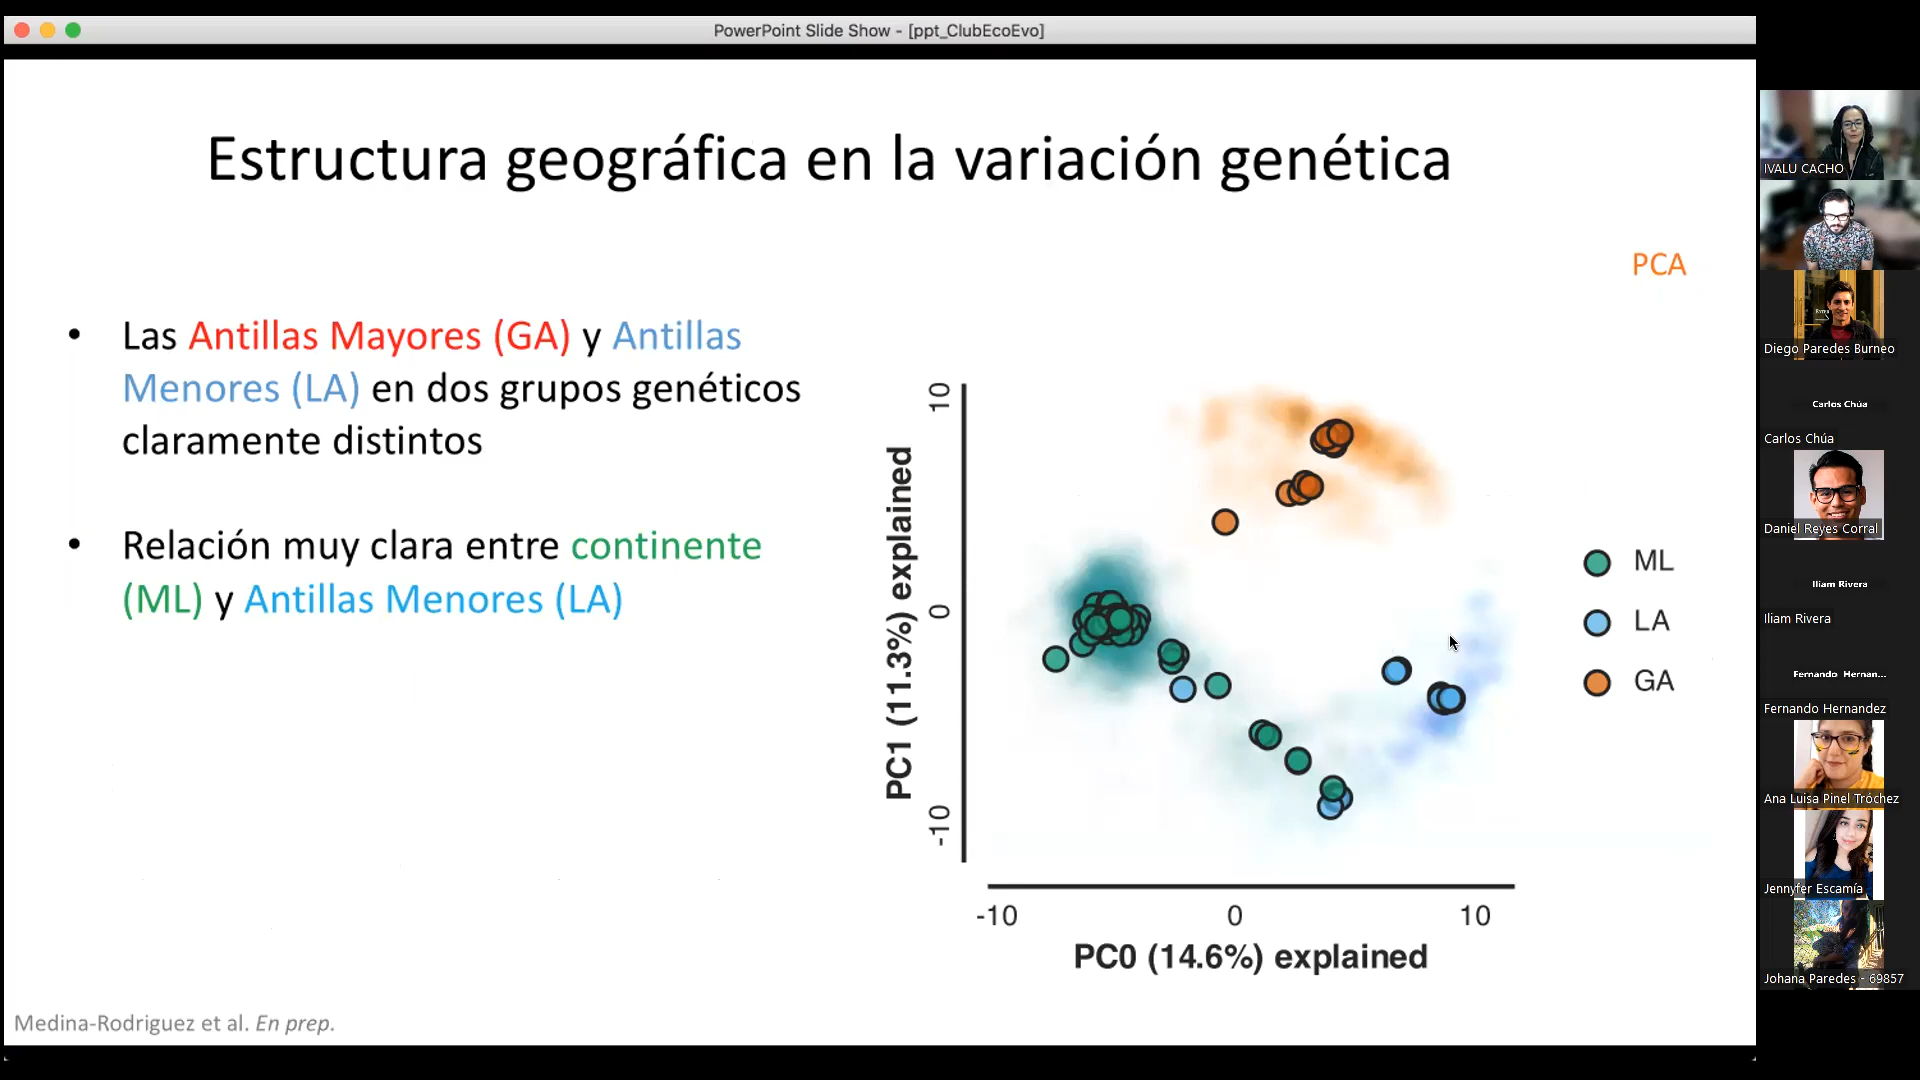 PowerPoint Slide Show - [ppt_ClubEcoEvo]
Estructura geográfica en la variación genética
PCA
• Las Antillas Mayores (GA) y Antillas
Menores (LA) en dos grupos genéticos
claramente distintos
• Relación muy clara entre continente
(ML) y Antillas Menores (LA)
PC1 (11.3%) explained
10
0
-10
-10 0 10
PC0 (14.6%) explained
ML
LA
GA
Medina-Rodriguez et al. En prep.
IVALU CACHO
Diego Paredes Burneo
Carlos Chúa
Carlos Chúa
Daniel Reyes Corral
Iliam Rivera
Iliam Rivera
Fernando Hernan...
Fernando Hernandez
Ana Luisa Pinel Tróchez
Jennyfer Escamía
Johana Paredes - 69857